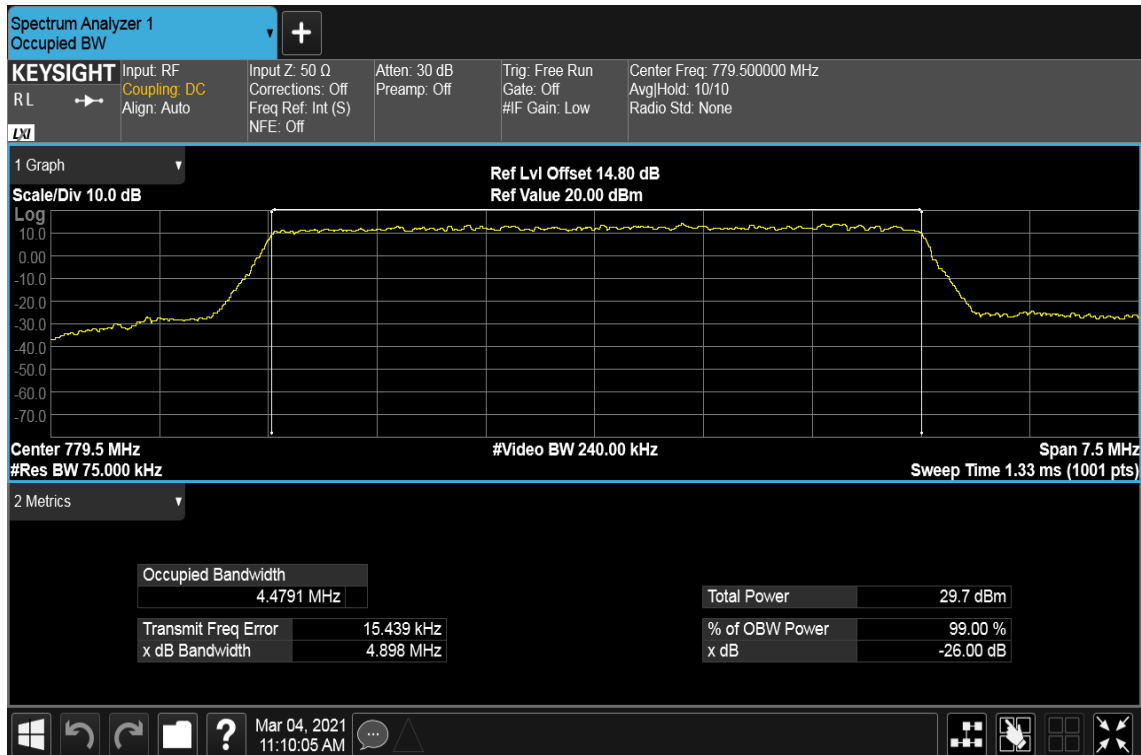 Spectrum Analyzer 1
Occupied BW
KEYSIGHT
R L
LXI
Input: RF
Coupling: DC
Align: Auto
Input Z: 50 Ω
Corrections: Off
Freq Ref: Int (S)
NFE: Off
Atten: 30 dB
Preamp: Off
Trig: Free Run
Gate: Off
#IF Gain: Low
Center Freq: 779.500000 MHz
Avg|Hold: 10/10
Radio Std: None
1 Graph
Ref Lvl Offset 14.80 dB
Scale/Div 10.0 dB
Ref Value 20.00 dBm
Log
10.0
0.00
-10.0
-20.0
-30.0
-40.0
-50.0
-60.0
-70.0
Center 779.5 MHz
#Video BW 240.00 kHz
Span 7.5 MHz
#Res BW 75.000 kHz
Sweep Time 1.33 ms (1001 pts)
2 Metrics
Occupied Bandwidth
4.4791 MHz
Total Power 29.7 dBm
Transmit Freq Error 15.439 kHz
% of OBW Power 99.00 %
x dB Bandwidth 4.898 MHz
x dB -26.00 dB
?
Mar 04, 2021
11:10:05 AM